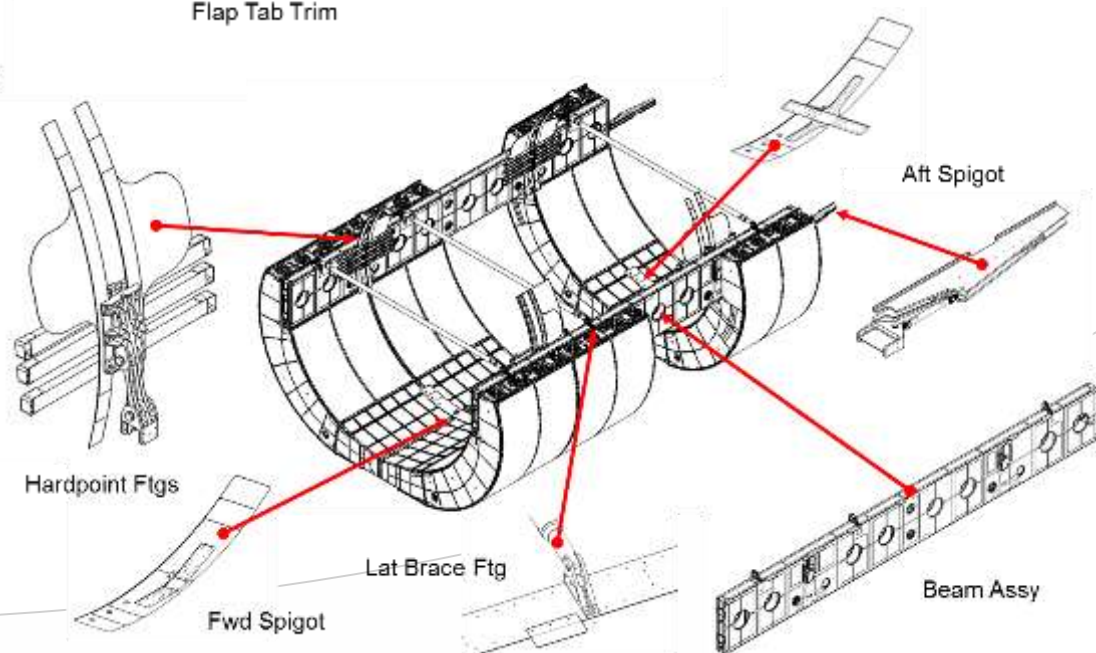 Flap Tab Trim
Aft Spigot
Hardpoint Ftgs
Lat Brace Ftg
Beam Assy
Fwd Spigot